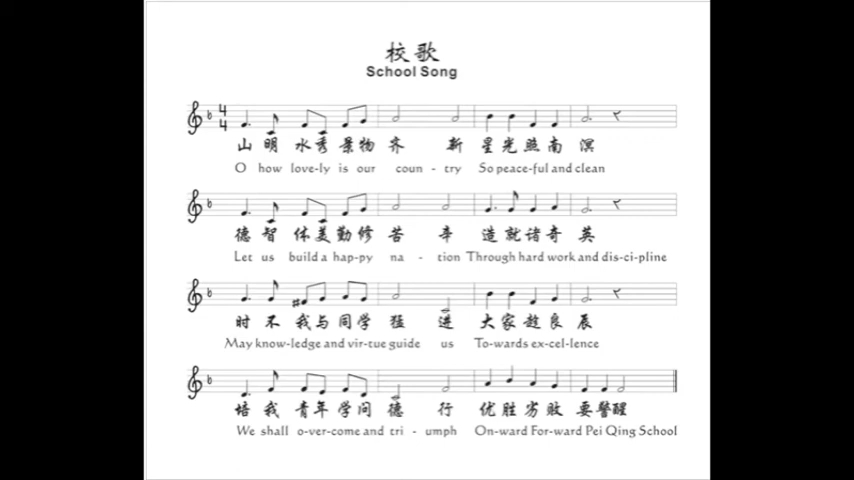 校歌
School Song
山明水秀景物齐 新星光照南溟
O how love-ly is our coun - try So peace-ful and clean
德智体美勤修苦辛 造就诸奇英
Let us build a hap-py na - tion Through hard work and dis-ci-pline
时不我与同学猛进 大家趁良辰
May know-ledge and vir-tue guide us To-wards ex-cel-lence
培我青年学问德行 优胜劣败要警醒
We shall o-ver-come and tri - umph On-ward For-ward Pei Qing School